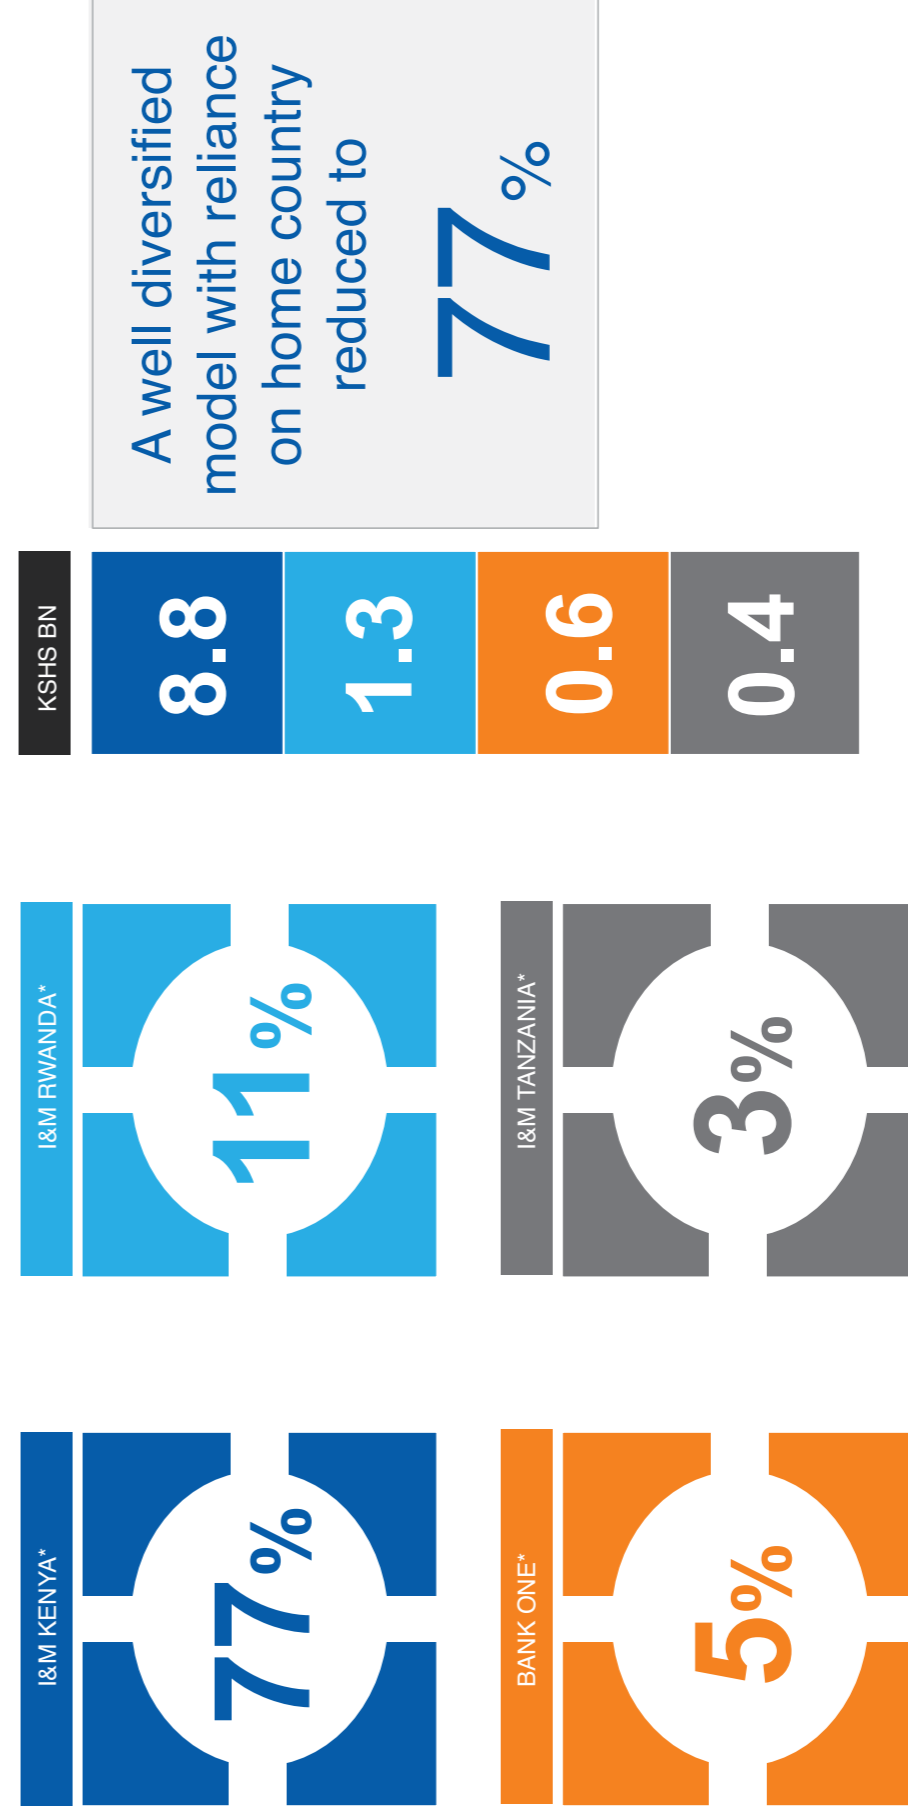 I&M KENYA*
77%
I&M RWANDA*
11%
BANK ONE*
5%
I&M TANZANIA*
3%
KSHS BN
8.8
1.3
0.6
0.4
A well diversified
model with reliance
on home country
reduced to
77%